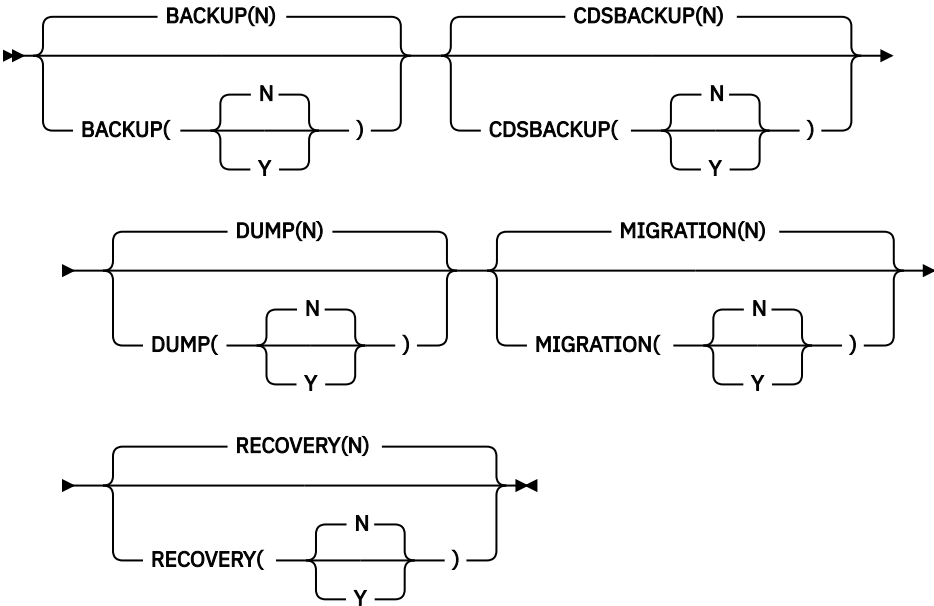 BACKUP(N) CDSBACKUP(N)
N N
BACKUP( ) CDSBACKUP( )
Y Y
DUMP(N) MIGRATION(N)
N N
DUMP( ) MIGRATION( )
Y Y
RECOVERY(N)
N
RECOVERY( )
Y